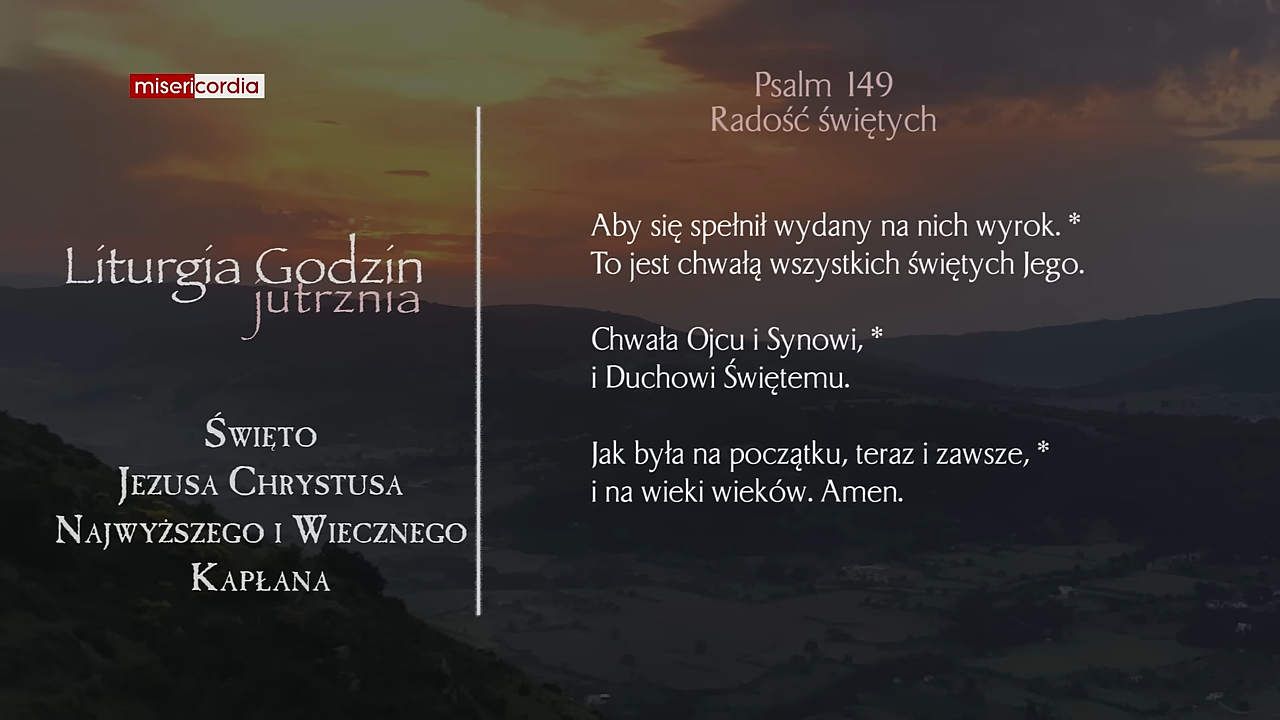 misericordia
Liturgia Godzin
jutrznia
Święto
Jezusa Chrystusa
Najwyższego i Wiecznego
Kapłana
Psalm 149
Radość świętych
Aby się spełnił wydany na nich wyrok. *
To jest chwałą wszystkich świętych Jego.
Chwała Ojcu i Synowi, *
i Duchowi Świętemu.
Jak była na początku, teraz i zawsze, *
i na wieki wieków. Amen.